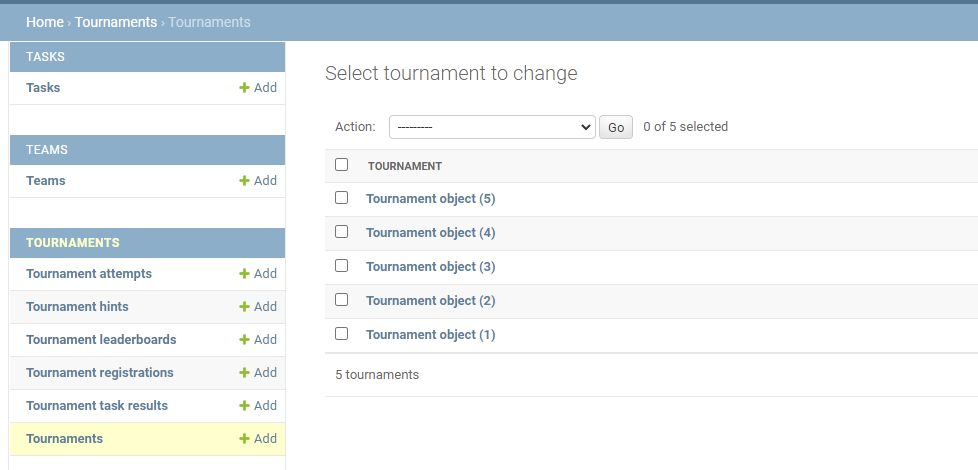 Home › Tournaments › Tournaments
TASKS
Tasks + Add
TEAMS
Teams + Add
TOURNAMENTS
Tournament attempts + Add
Tournament hints + Add
Tournament leaderboards + Add
Tournament registrations + Add
Tournament task results + Add
Tournaments + Add
Select tournament to change
Action: --------- Go 0 of 5 selected
TOURNAMENT
Tournament object (5)
Tournament object (4)
Tournament object (3)
Tournament object (2)
Tournament object (1)
5 tournaments